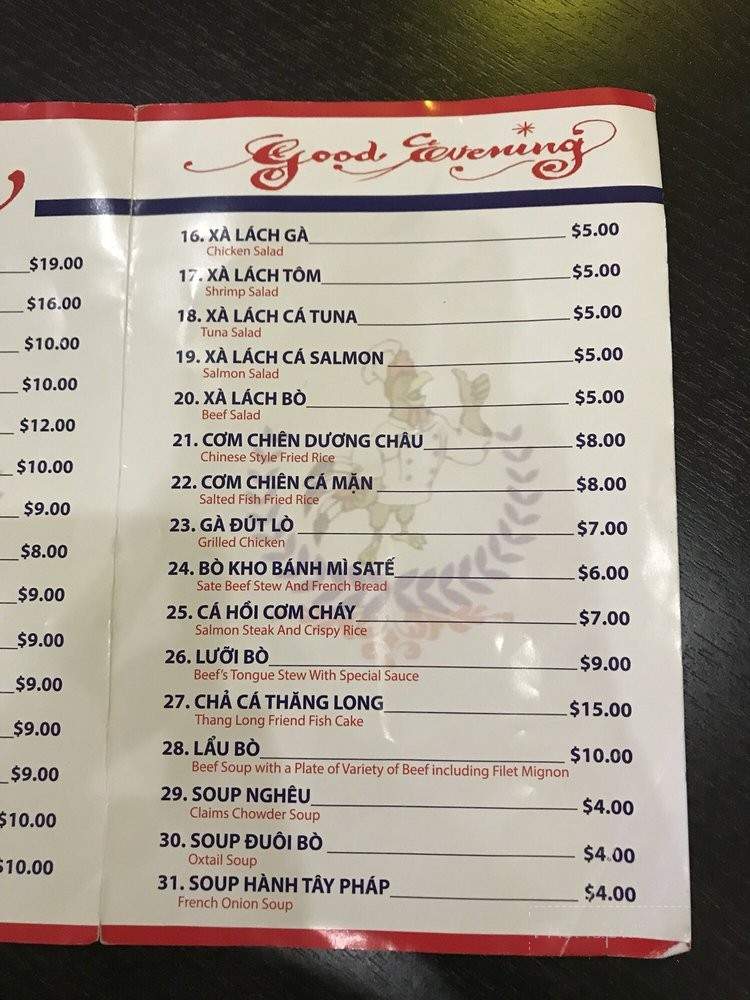 $19.00
$16.00
$10.00
$10.00
$12.00
$10.00
$9.00
$8.00
$9.00
$9.00
$9.00
$9.00
$9.00
$10.00
$10.00
Good Evening
16. XÀ LÁCH GÀ $5.00
Chicken Salad
17. XÀ LÁCH TÔM $5.00
Shrimp Salad
18. XÀ LÁCH CÁ TUNA $5.00
Tuna Salad
19. XÀ LÁCH CÁ SALMON $5.00
Salmon Salad
20. XÀ LÁCH BÒ $5.00
Beef Salad
21. CƠM CHIÊN DƯƠNG CHÂU $8.00
Chinese Style Fried Rice
22. CƠM CHIÊN CÁ MẶN $8.00
Salted Fish Fried Rice
23. GÀ ĐÚT LÒ $7.00
Grilled Chicken
24. BÒ KHO BÁNH MÌ SATẾ $6.00
Sate Beef Stew And French Bread
25. CÁ HỒI CƠM CHÁY $7.00
Salmon Steak And Crispy Rice
26. LƯỠI BÒ $9.00
Beef's Tongue Stew With Special Sauce
27. CHẢ CÁ THĂNG LONG $15.00
Thang Long Friend Fish Cake
28. LẨU BÒ $10.00
Beef Soup with a Plate of Variety of Beef including Filet Mignon
29. SOUP NGHÊU $4.00
Claims Chowder Soup
30. SOUP ĐUÔI BÒ $4.00
Oxtail Soup
31. SOUP HÀNH TÂY PHÁP $4.00
French Onion Soup